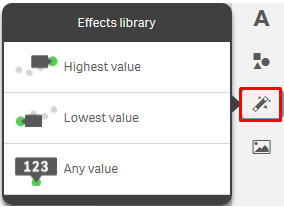 Effects library
A
Highest value
Lowest value
123
Any value